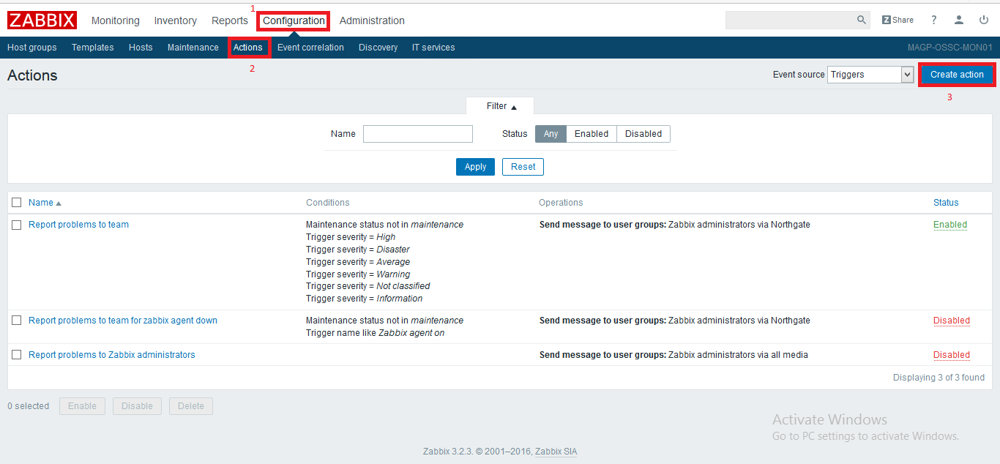 1
ZABBIX Monitoring Inventory Reports Configuration Administration Z Share ?
Host groups Templates Hosts Maintenance Actions Event correlation Discovery IT services MAGP-OSSC-MON01
2
Actions Event source Triggers Create action
3
Filter ▲
Name Status Any Enabled Disabled
Apply Reset
Name ▲ Conditions Operations Status
Report problems to team Maintenance status not in maintenance Send message to user groups: Zabbix administrators via Northgate Enabled
Trigger severity = High
Trigger severity = Disaster
Trigger severity = Average
Trigger severity = Warning
Trigger severity = Not classified
Trigger severity = Information
Report problems to team for zabbix agent down Maintenance status not in maintenance Send message to user groups: Zabbix administrators via Northgate Disabled
Trigger name like Zabbix agent on
Report problems to Zabbix administrators Send message to user groups: Zabbix administrators via all media Disabled
Displaying 3 of 3 found
0 selected Enable Disable Delete
Activate Windows
Go to PC settings to activate Windows.
Zabbix 3.2.3. © 2001–2016, Zabbix SIA